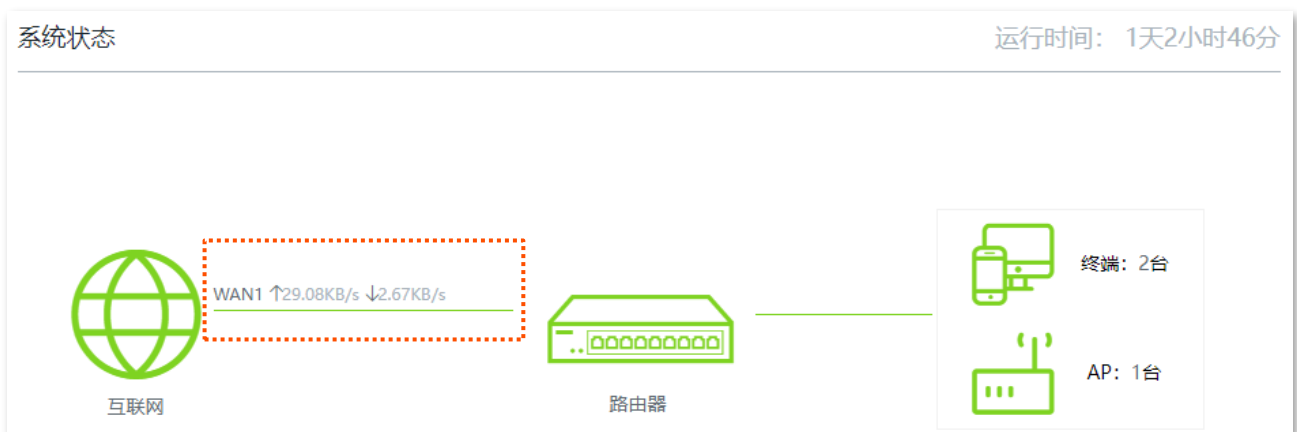 系统状态
运行时间： 1天2小时46分
WAN1 ↑29.08KB/s ↓2.67KB/s
终端：2台
AP：1台
互联网
路由器